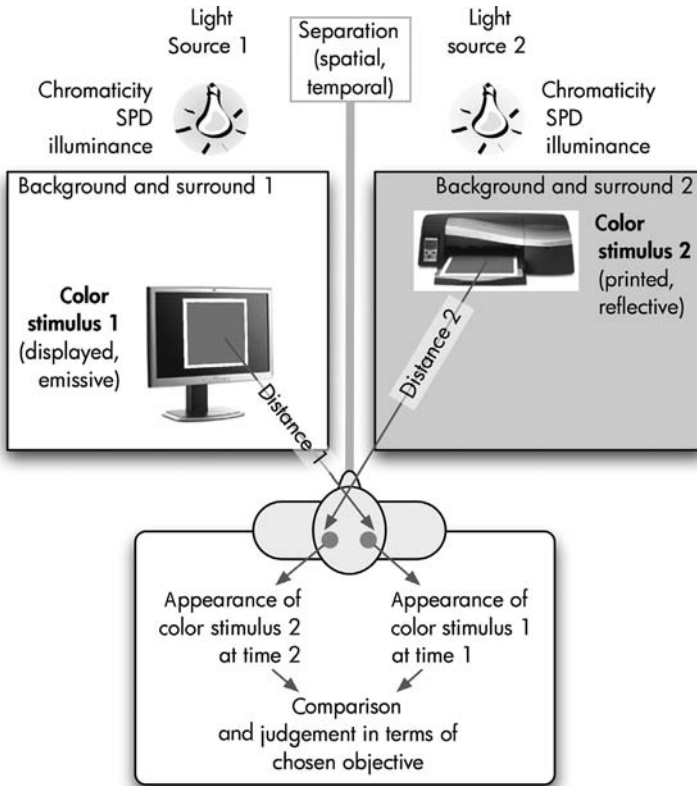 Light
Source 1
Separation
(spatial,
temporal)
Light
source 2
Chromaticity
SPD
illuminance
Chromaticity
SPD
illuminance
Background and surround 1
Background and surround 2
Color
stimulus 1
(displayed,
emissive)
Color
stimulus 2
(printed,
reflective)
Distance 1
Distance 2
Appearance of
color stimulus 2
at time 2
Appearance of
color stimulus 1
at time 1
Comparison
and judgement in terms of
chosen objective